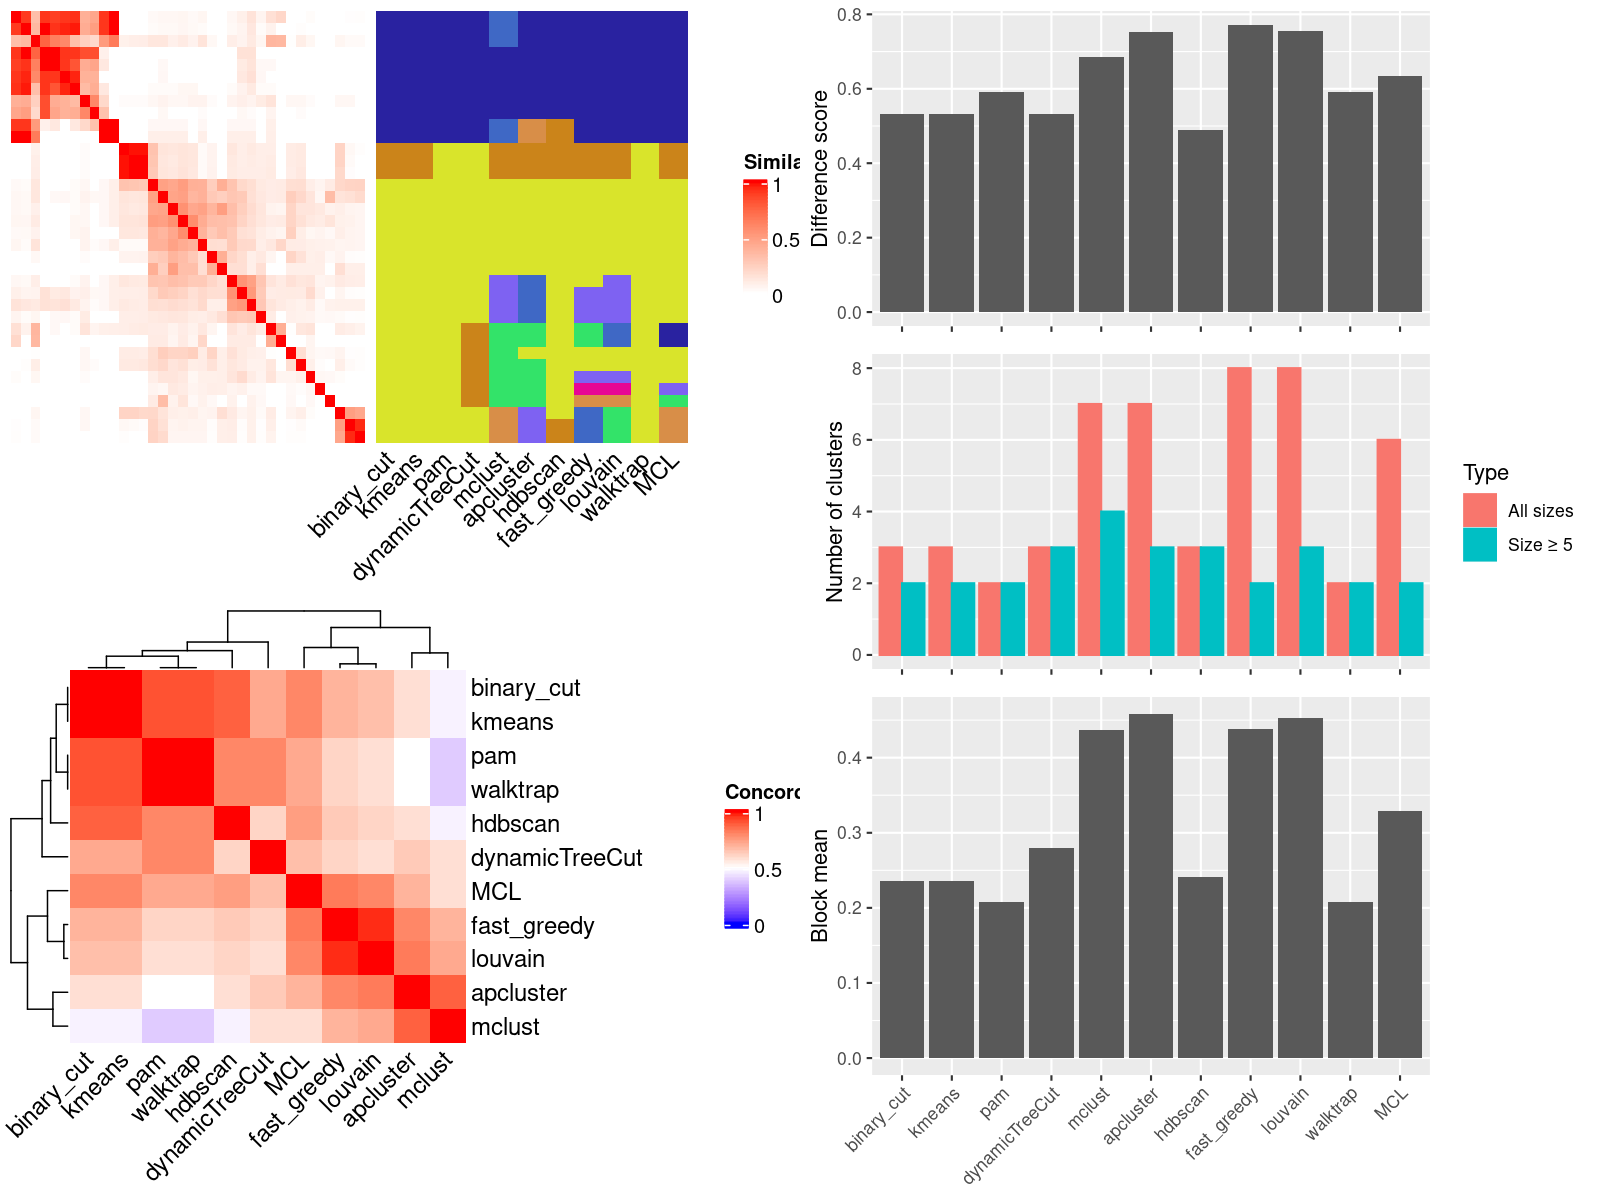 Simila
1
0.5
0
binary_cut
kmeans
pam
dynamicTreeCut
mclust
apcluster
hdbscan
fast_greedy
louvain
walktrap
MCL
binary_cut
kmeans
pam
walktrap
hdbscan
dynamicTreeCut
MCL
fast_greedy
louvain
apcluster
mclust
Concord
1
0.5
0
binary_cut
kmeans
pam
walktrap
hdbscan
dynamicTreeCut
MCL
fast_greedy
louvain
apcluster
mclust
Difference score
0.8
0.6
0.4
0.2
0.0
Number of clusters
8
6
4
2
0
Type
All sizes
Size ≥ 5
Block mean
0.4
0.3
0.2
0.1
0.0
binary_cut
kmeans
pam
dynamicTreeCut
mclust
apcluster
hdbscan
fast_greedy
louvain
walktrap
MCL